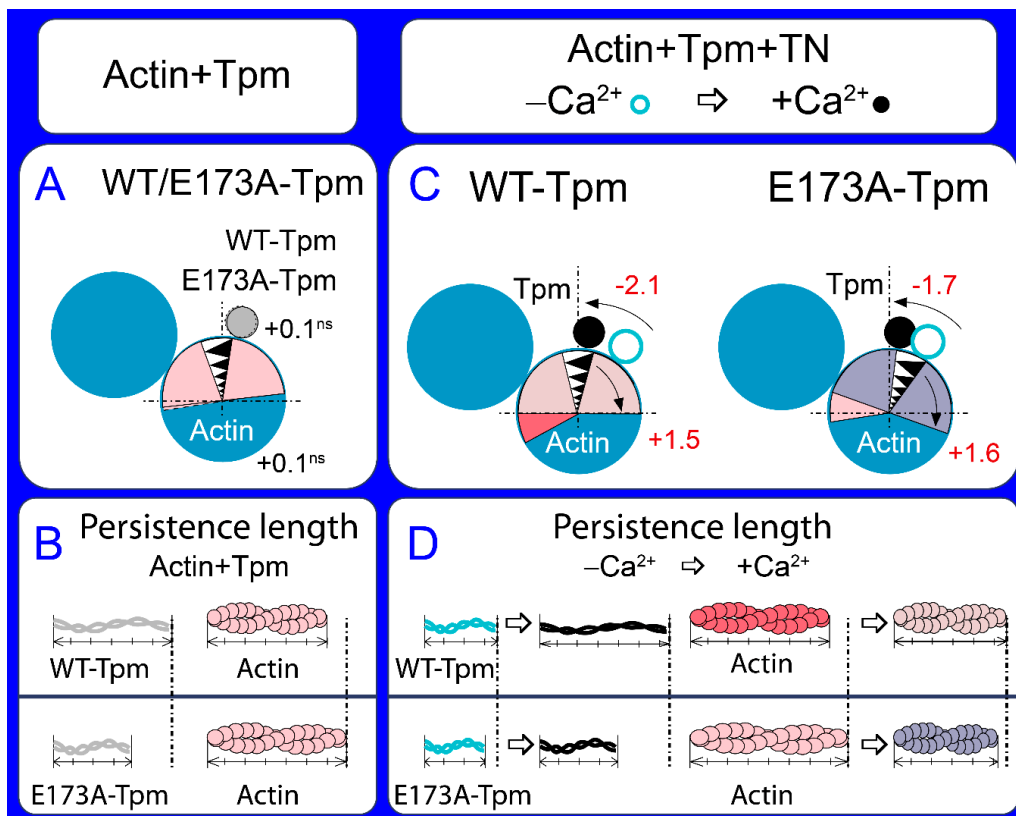 Actin+Tpm
Actin+Tpm+TN
–Ca²⁺ ⇨ +Ca²⁺
A
WT/E173A-Tpm
WT-Tpm
E173A-Tpm
+0.1ⁿˢ
Actin
+0.1ⁿˢ
C
WT-Tpm
E173A-Tpm
Tpm
-2.1
Actin
+1.5
Tpm
-1.7
Actin
+1.6
B
Persistence length
Actin+Tpm
WT-Tpm
Actin
E173A-Tpm
Actin
D
Persistence length
–Ca²⁺ ⇨ +Ca²⁺
WT-Tpm
Actin
E173A-Tpm
Actin